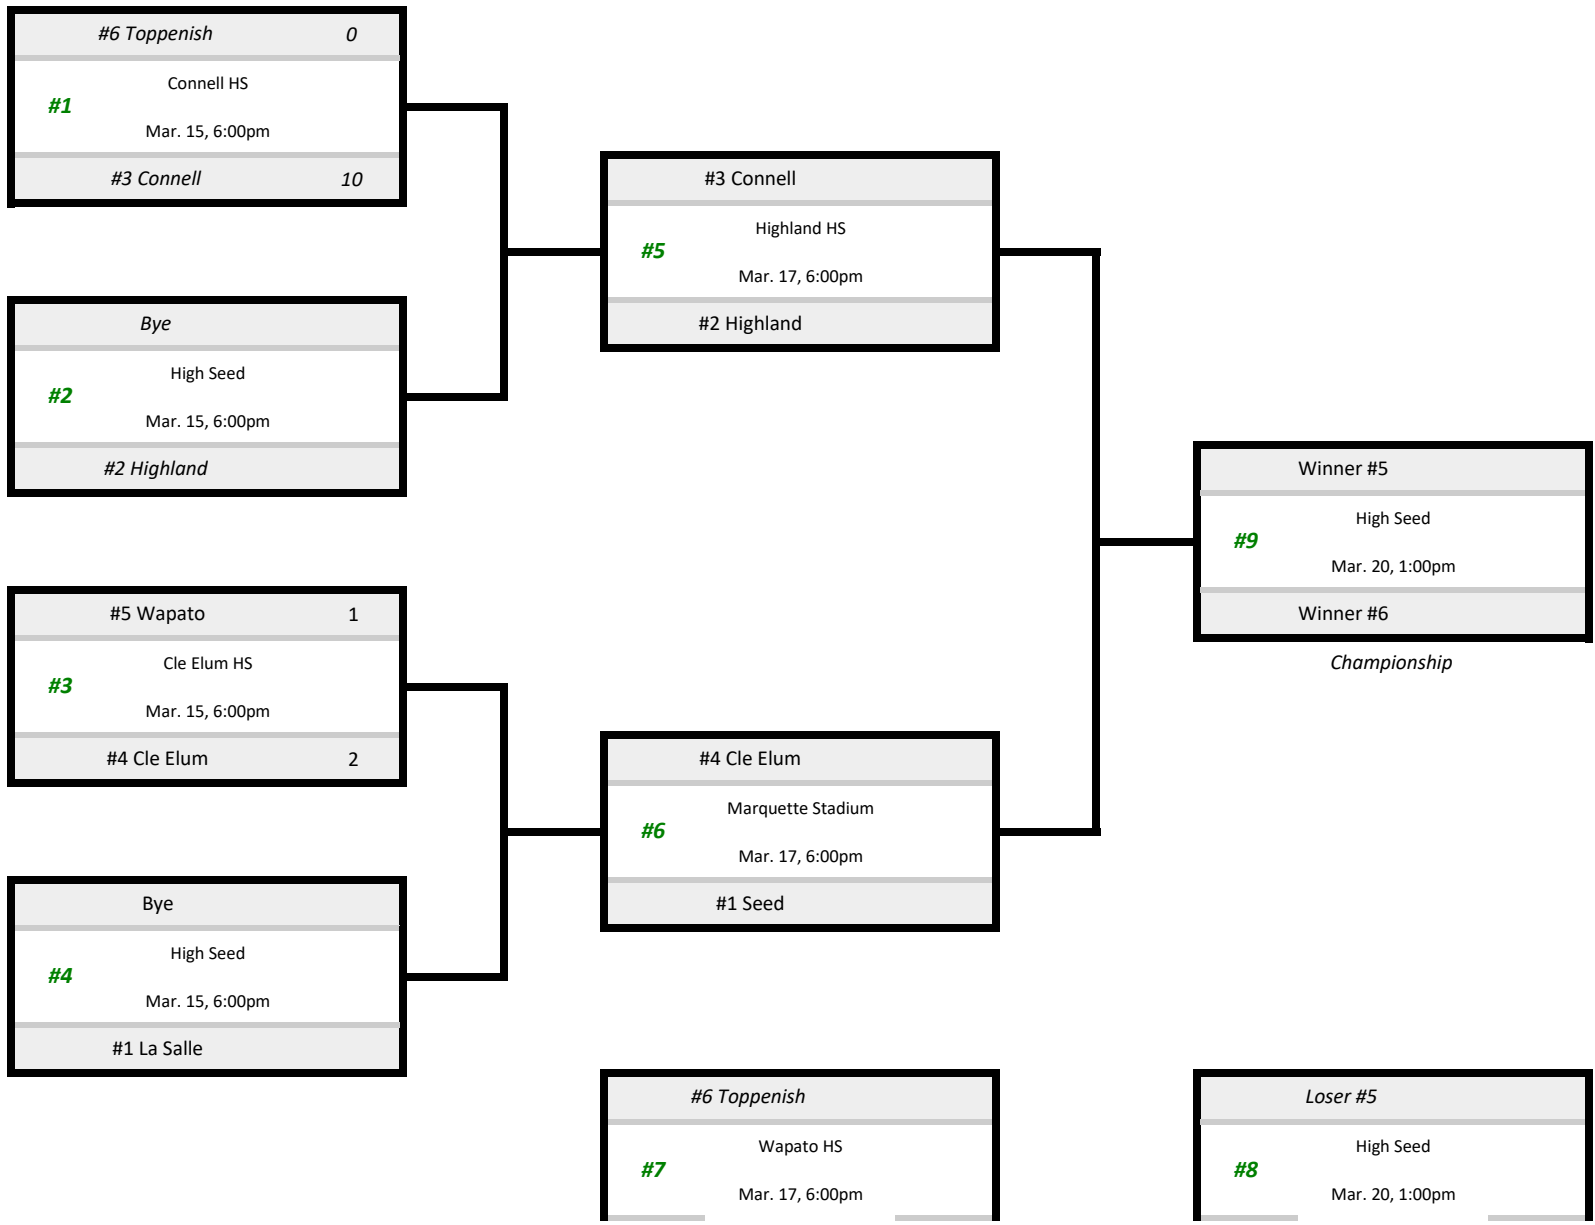 #6 Toppenish 0
Connell HS
#1
Mar. 15, 6:00pm
#3 Connell 10
Bye
High Seed
#2
Mar. 15, 6:00pm
#2 Highland
#3 Connell
Highland HS
#5
Mar. 17, 6:00pm
#2 Highland
#5 Wapato 1
Cle Elum HS
#3
Mar. 15, 6:00pm
#4 Cle Elum 2
Bye
High Seed
#4
Mar. 15, 6:00pm
#1 La Salle
#4 Cle Elum
Marquette Stadium
#6
Mar. 17, 6:00pm
#1 Seed
Winner #5
High Seed
#9
Mar. 20, 1:00pm
Winner #6
Championship
#6 Toppenish
Wapato HS
#7
Mar. 17, 6:00pm
Loser #5
High Seed
#8
Mar. 20, 1:00pm